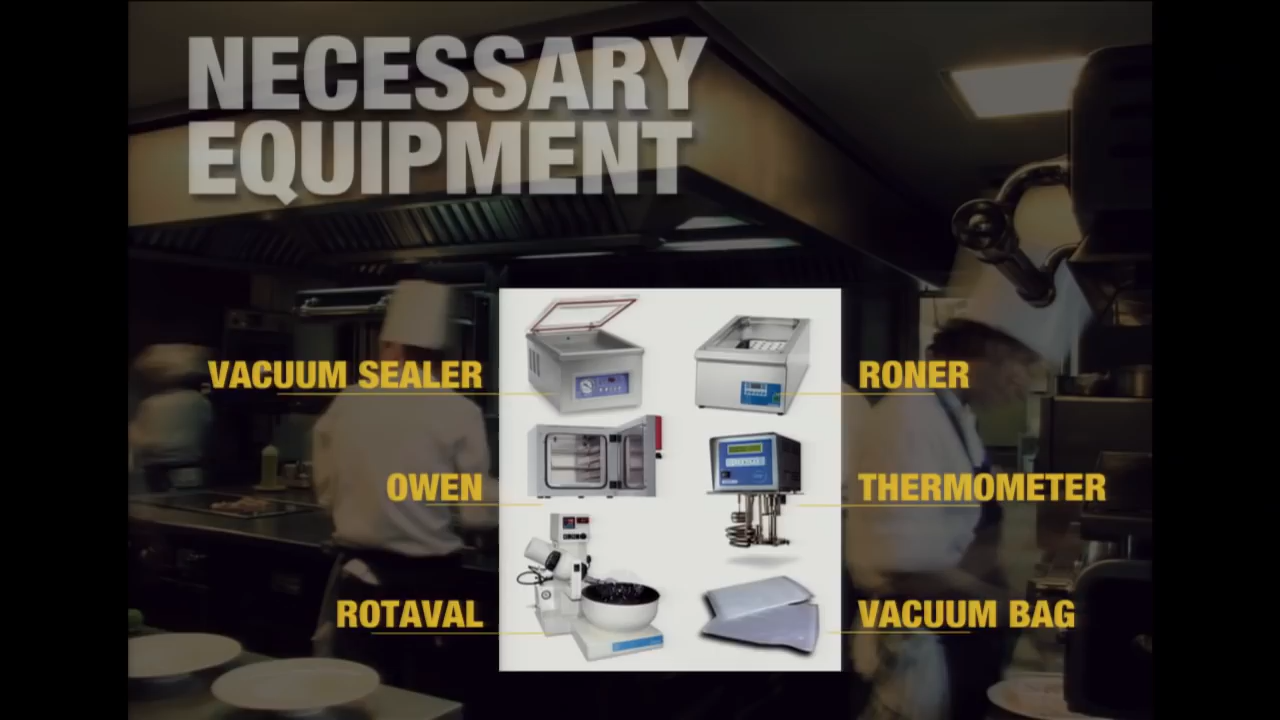 NECESSARY
EQUIPMENT
VACUUM SEALER
RONER
OWEN
THERMOMETER
ROTAVAL
VACUUM BAG